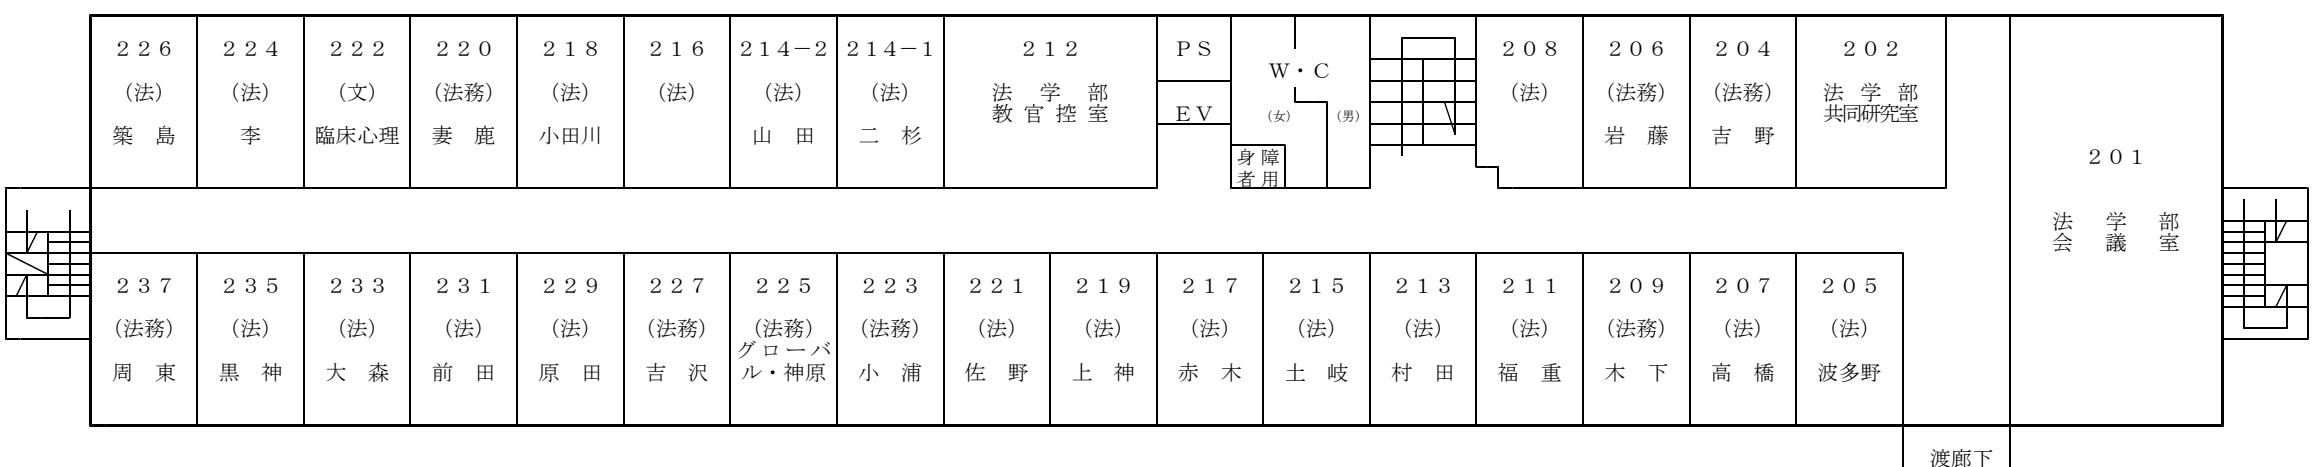 ２２６
（法）
築　島
２２４
（法）
李
２２２
（文）
臨床心理
２２０
（法務）
妻　鹿
２１８
（法）
小田川
２１６
（法）
２１４－２
（法）
山　田
２１４－１
（法）
二　杉
２１２
法　学　部
教 官 控 室
ＰＳ
ＥＶ
Ｗ・Ｃ
（女）
（男）
身 障
者 用
２０８
（法）
２０６
（法務）
岩　藤
２０４
（法務）
吉　野
２０２
法　学　部
共同研究室
２０１
法　学　部
会　議　室
２３７
（法務）
周　東
２３５
（法）
黒　神
２３３
（法）
大　森
２３１
（法）
前　田
２２９
（法）
原　田
２２７
（法務）
吉　沢
２２５
（法務）
グローバ
ル・神原
２２３
（法務）
小　浦
２２１
（法）
佐　野
２１９
（法）
上　神
２１７
（法）
赤　木
２１５
（法）
土　岐
２１３
（法）
村　田
２１１
（法）
福　重
２０９
（法務）
木　下
２０７
（法）
高　橋
２０５
（法）
波多野
渡廊下